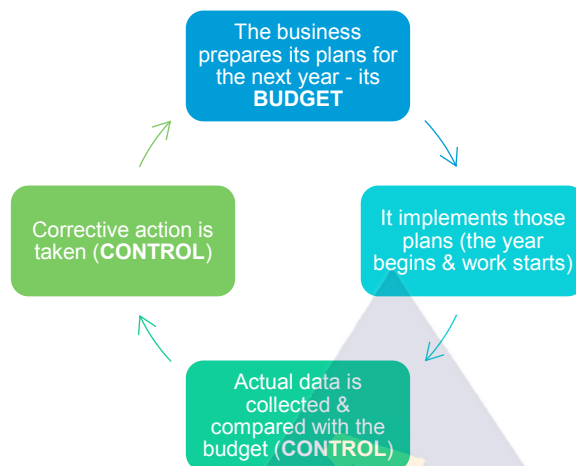 The business
prepares its plans for
the next year - its
BUDGET
It implements those
plans (the year
begins & work starts)
Actual data is
collected &
compared with the
budget (CONTROL)
Corrective action is
taken (CONTROL)